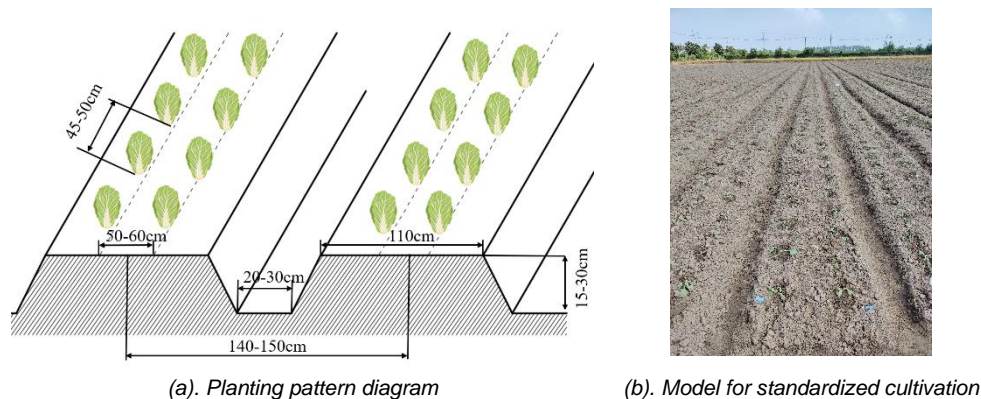 45-50cm
50-60cm
110cm
20-30cm
15-30cm
140-150cm
(a). Planting pattern diagram
(b). Model for standardized cultivation